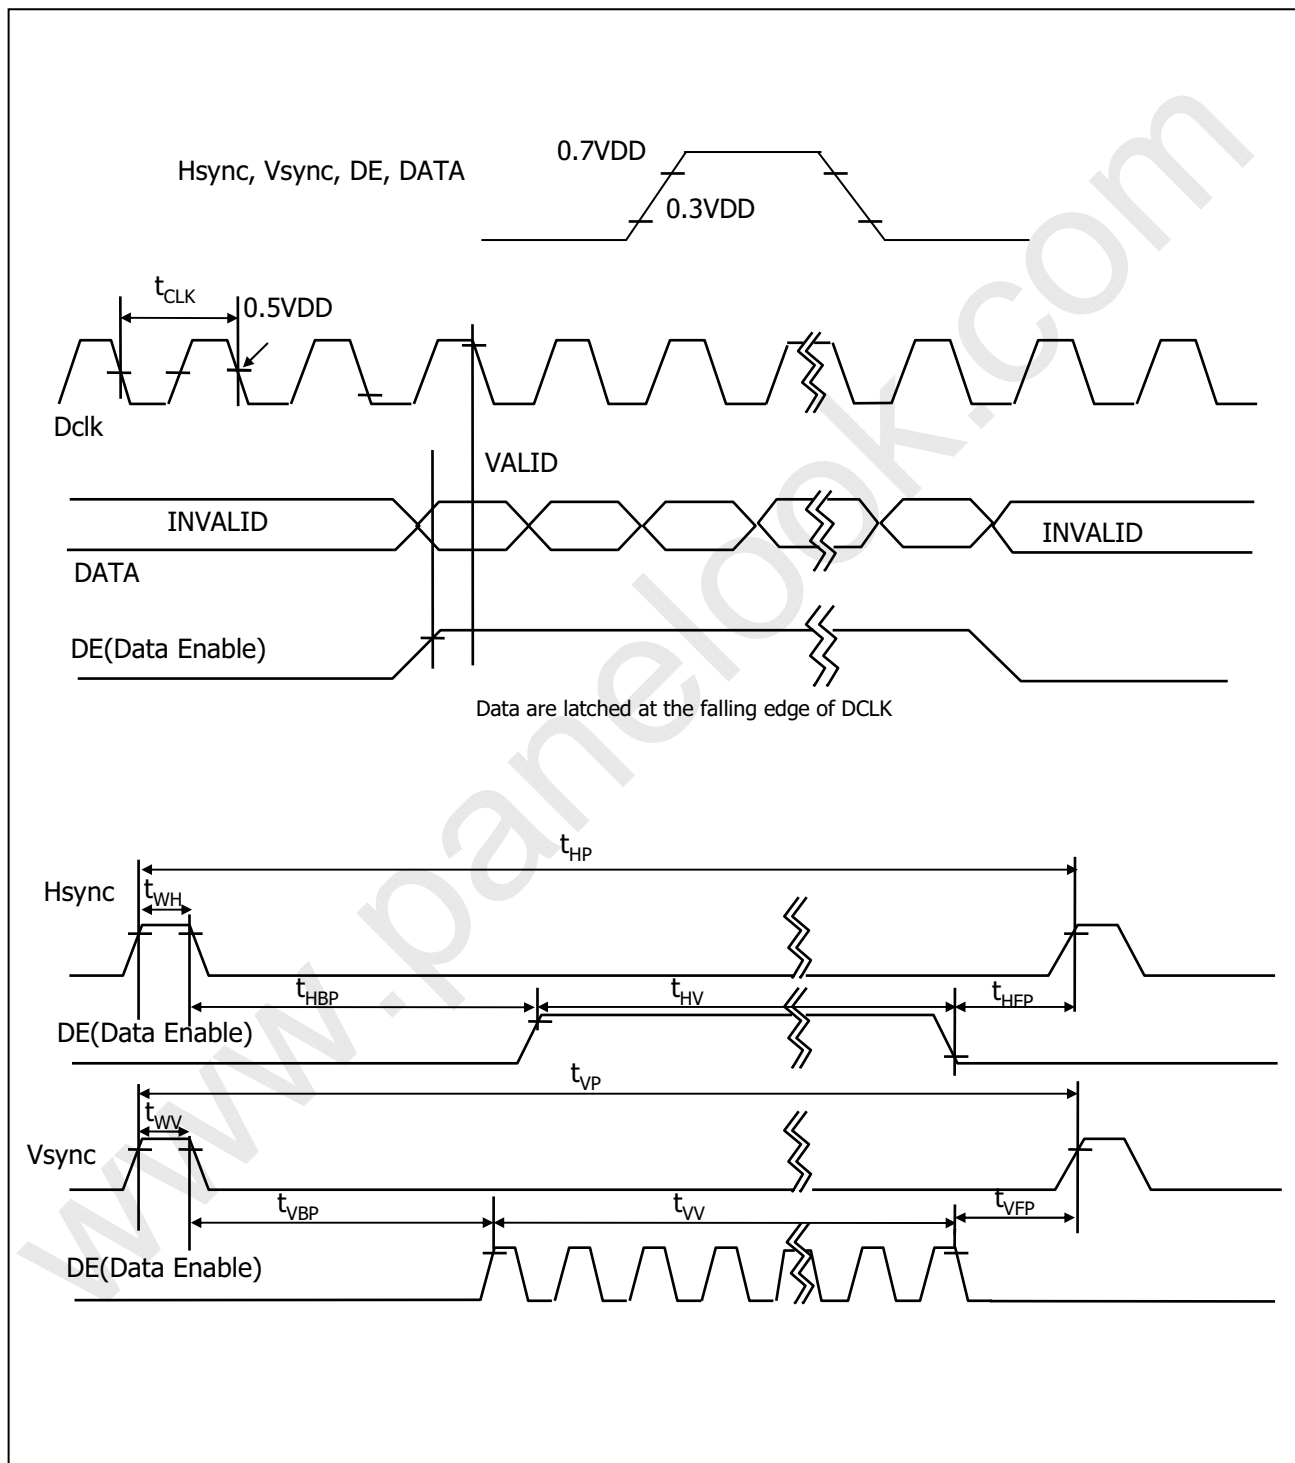 Hsync, Vsync, DE, DATA
0.7VDD
0.3VDD
tCLK
0.5VDD
Dclk
VALID
INVALID
INVALID
DATA
DE(Data Enable)
Data are latched at the falling edge of DCLK
tHP
Hsync
tWH
tHBP
tHV
tHFP
DE(Data Enable)
tVP
tWV
Vsync
tVBP
tVV
tVFP
DE(Data Enable)
www.panelook.com